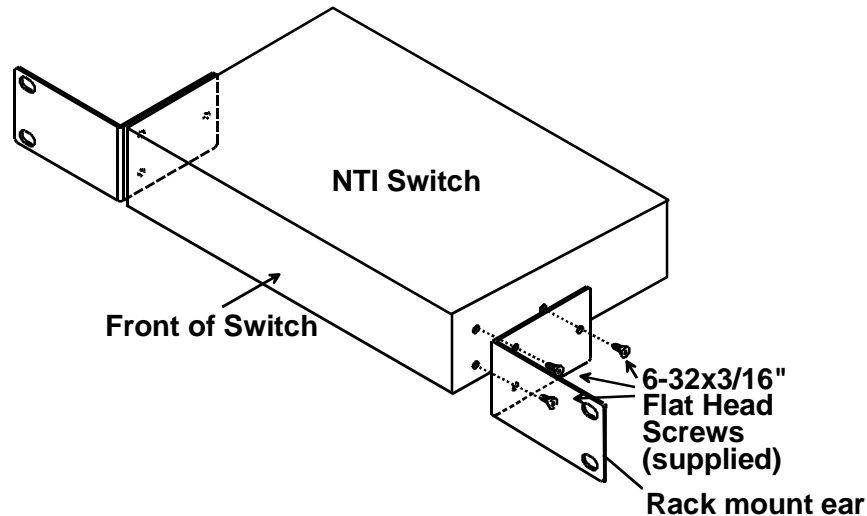 NTI Switch
Front of Switch
6-32x3/16"
Flat Head
Screws
(supplied)
Rack mount ear